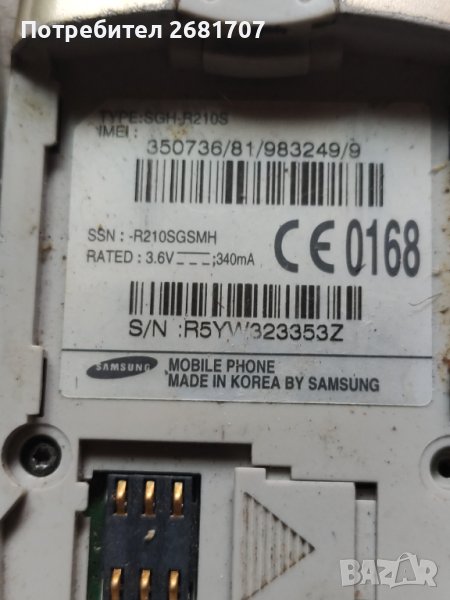 Потребител 2681707
TYPE:SGH-R210S
IMEI:
350736/81/983249/9
SSN : -R210SGSMH
RATED : 3.6V ;340mA
CE 0168
S/N :R5YW323353Z
SAMSUNG MOBILE PHONE
MADE IN KOREA BY SAMSUNG
BAZAR